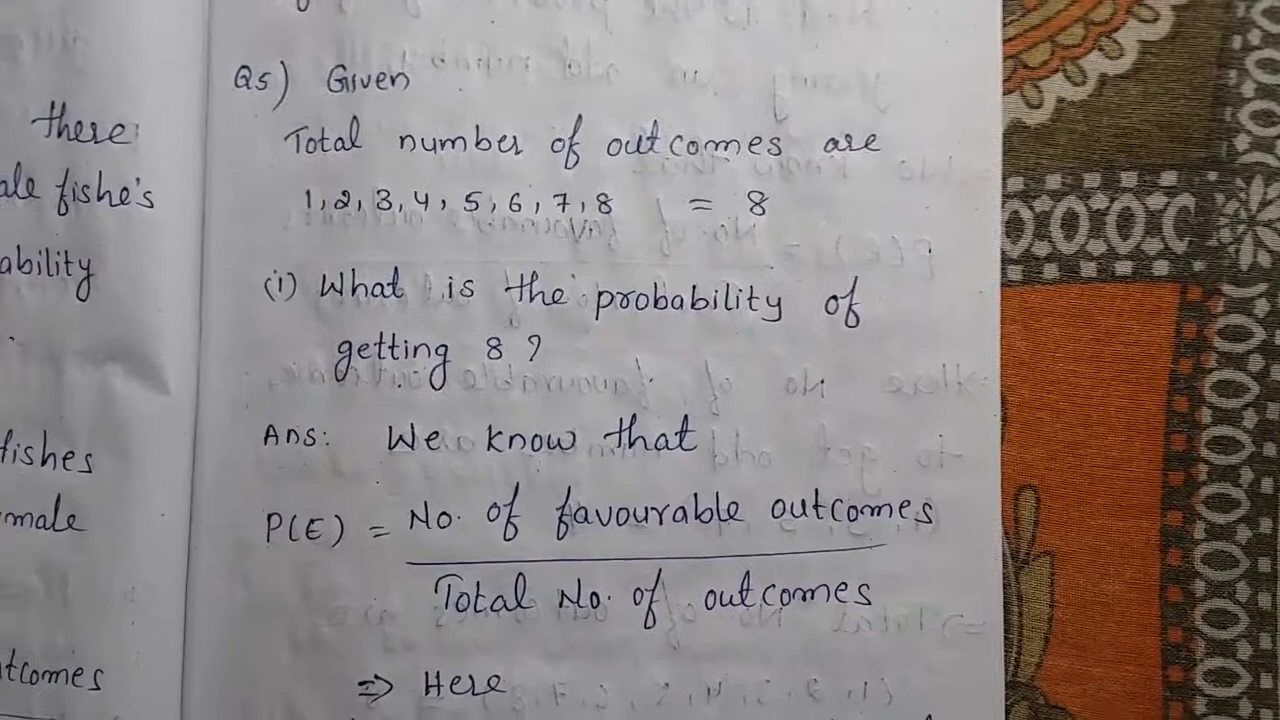 there
ale fishe's
ability
fishes
male
tcomes
Q5) Given
Total number of outcomes are
1,2,3,4,5,6,7,8 = 8
(i) What is the probability of
getting 8 ?
Ans: We know that
P(E) = No. of favourable outcomes
Total No. of outcomes
⇒ Here